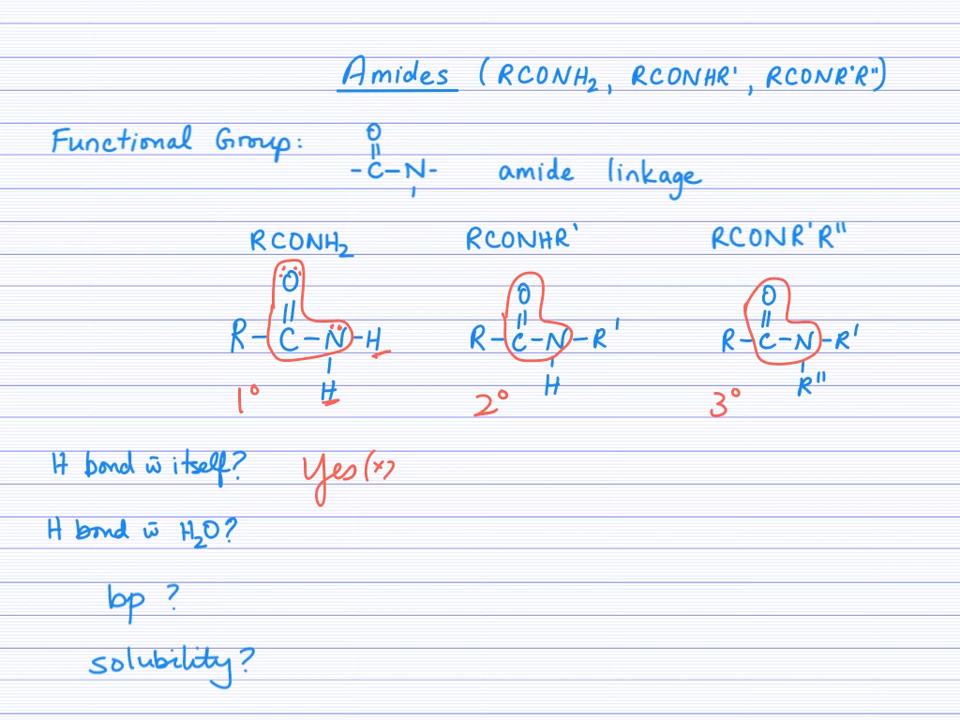 Amides (RCONH₂, RCONHR', RCONR'R")
Functional Group:
O
||
-C-N-
amide linkage
RCONH₂ RCONHR' RCONR'R"
O O O
|| || ||
R-C-N-H R-C-N-R' R-C-N-R'
H H R"
1° 2° 3°
H bond w̄ itself? Yes (x)
H bond w̄ H₂O?
bp ?
solubility?